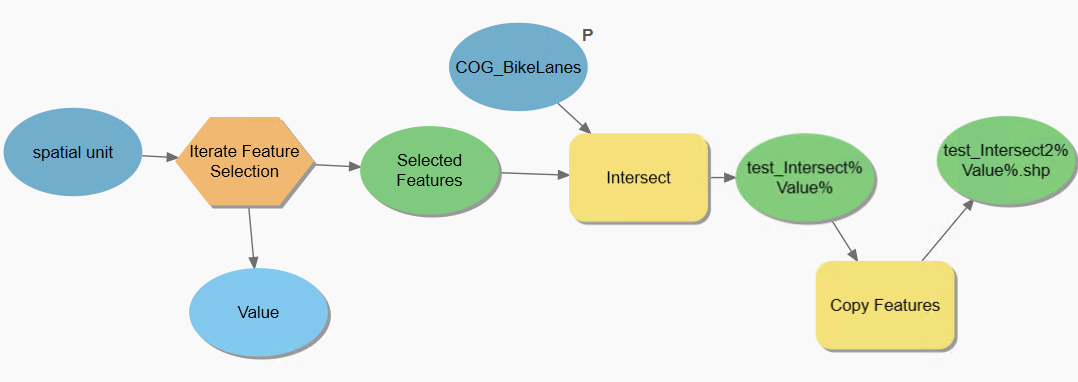 P
COG_BikeLanes
spatial unit
Iterate Feature
Selection
Selected
Features
Intersect
test_Intersect%
Value%
test_Intersect2%
Value%.shp
Value
Copy Features